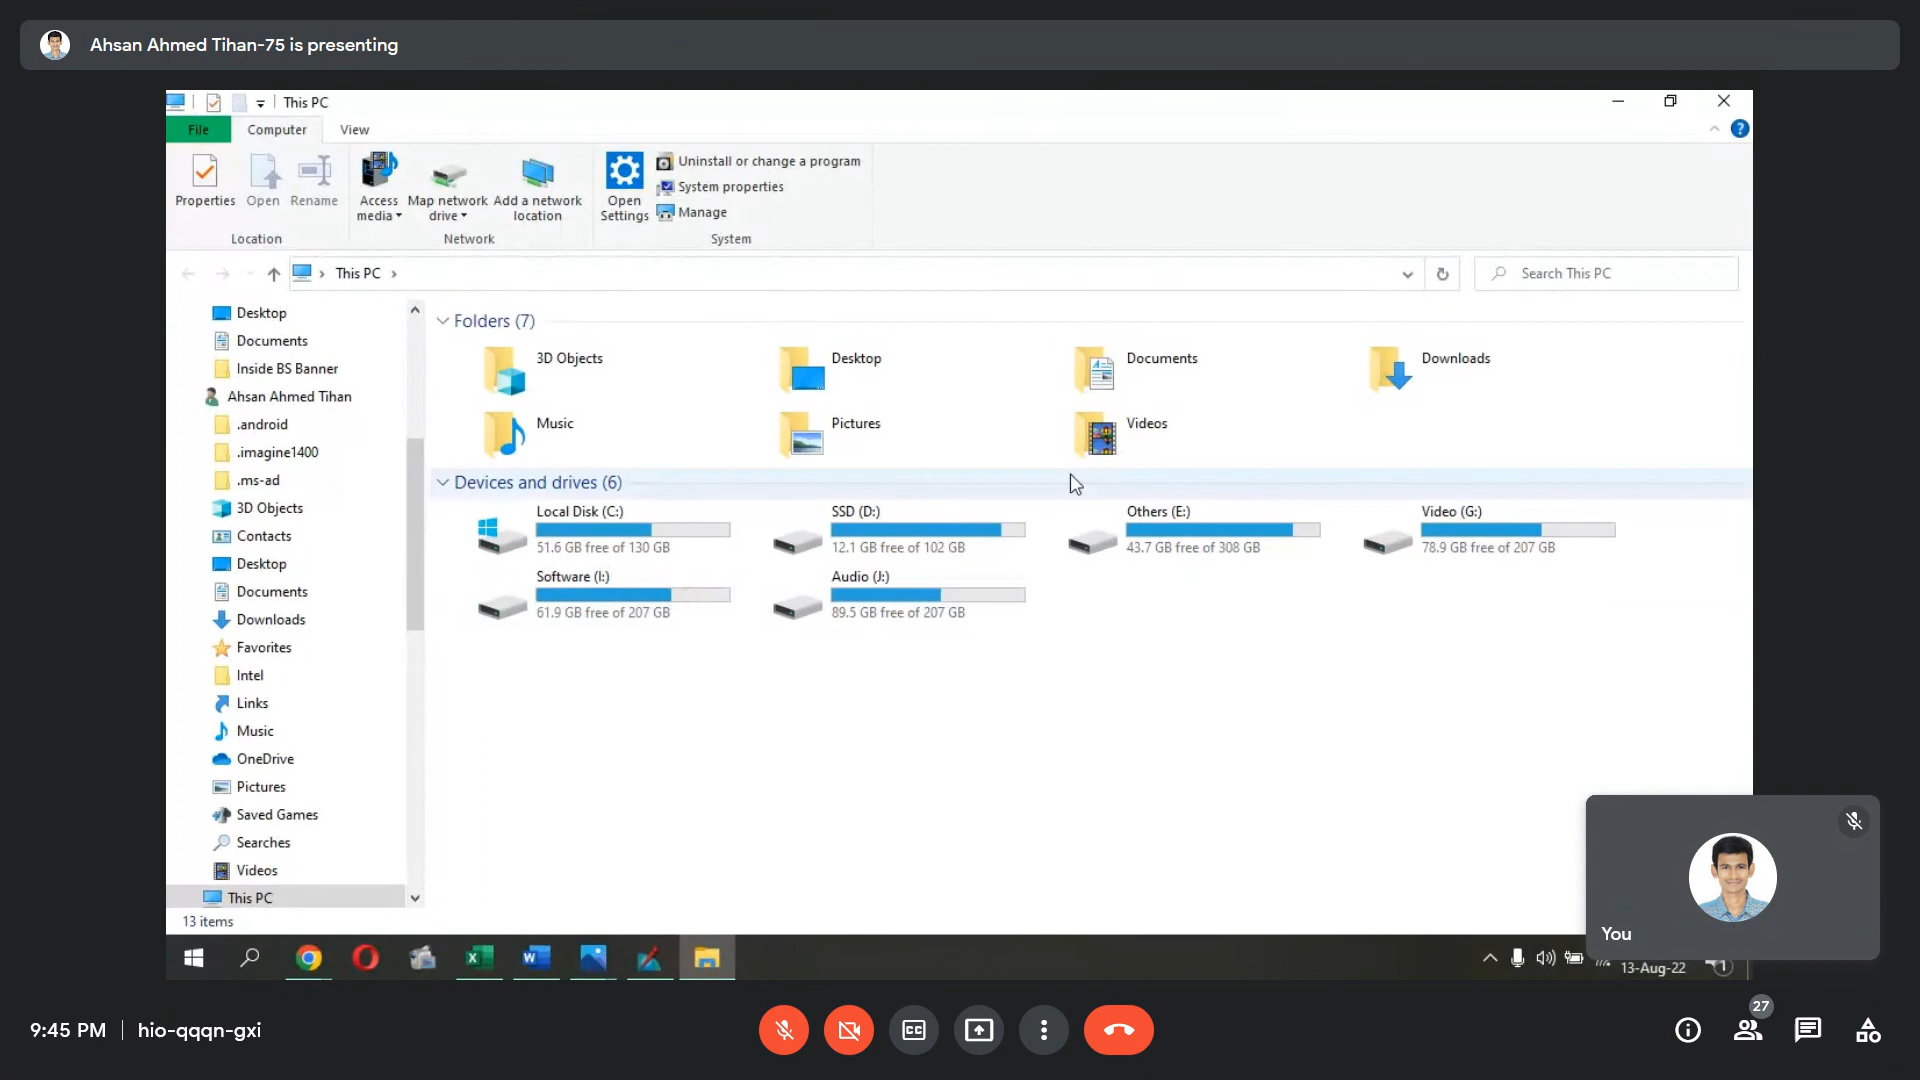 Ahsan Ahmed Tihan-75 is presenting
This PC
File Computer View
Properties Open Rename Access media Map network drive Add a network location Open Settings Uninstall or change a program
System properties
Manage
Location Network System
This PC Search This PC
Desktop
Documents
Inside BS Banner
Ahsan Ahmed Tihan
.android
.imagine1400
.ms-ad
3D Objects
Contacts
Desktop
Documents
Downloads
Favorites
Intel
Links
Music
OneDrive
Pictures
Saved Games
Searches
Videos
This PC
13 items
Folders (7)
3D Objects Desktop Documents Downloads
Music Pictures Videos
Devices and drives (6)
Local Disk (C:) SSD (D:) Others (E:) Video (G:)
51.6 GB free of 130 GB 12.1 GB free of 102 GB 43.7 GB free of 308 GB 78.9 GB free of 207 GB
Software (I:) Audio (J:)
61.9 GB free of 207 GB 89.5 GB free of 207 GB
You
13-Aug-22 1
9:45 PM hio-qqqn-gxi
CC
27